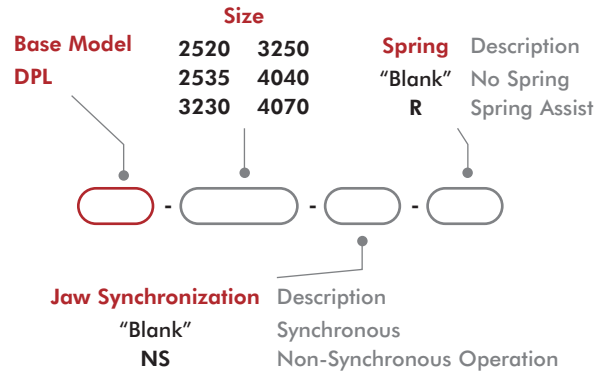 Size
Base Model 2520 3250 Spring Description
DPL 2535 4040 “Blank” No Spring
3230 4070 R Spring Assist
- - -
Jaw Synchronization Description
“Blank” Synchronous
NS Non-Synchronous Operation